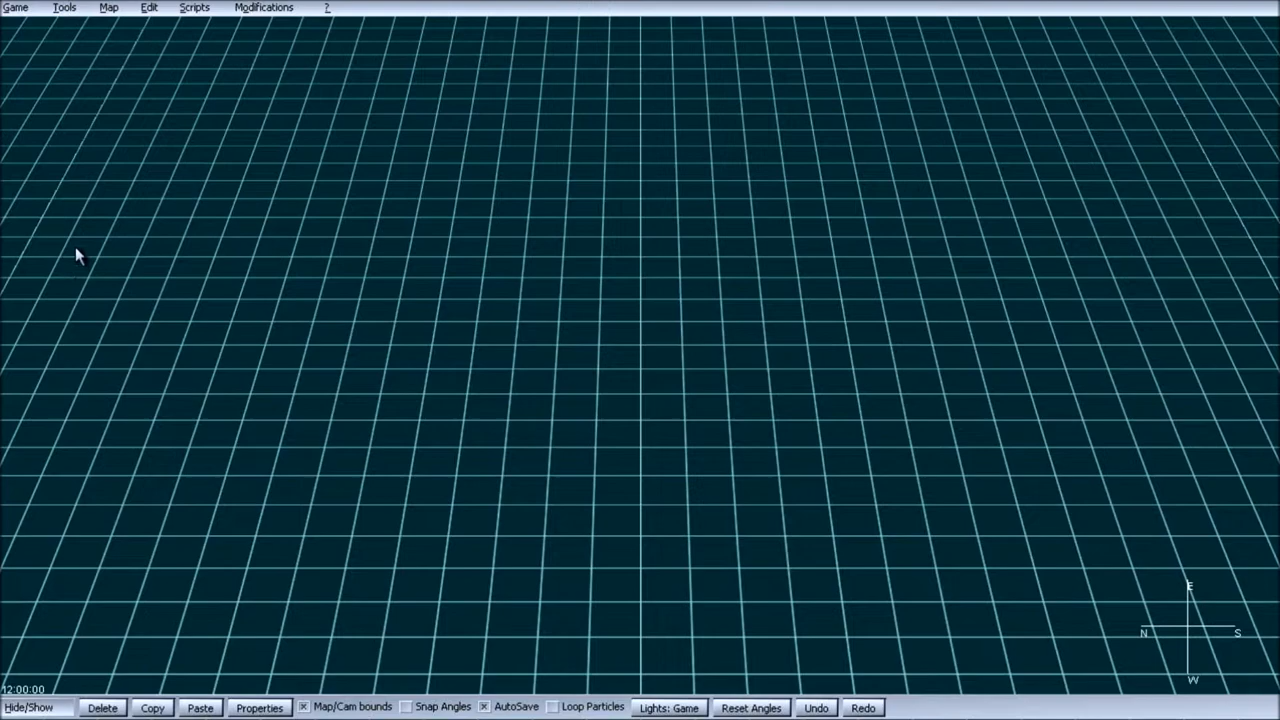 Game Tools Map Edit Scripts Modifications ?
E
N S
W
12:00:00
Hide/Show Delete Copy Paste Properties Map/Cam bounds Snap Angles AutoSave Loop Particles Lights: Game Reset Angles Undo Redo